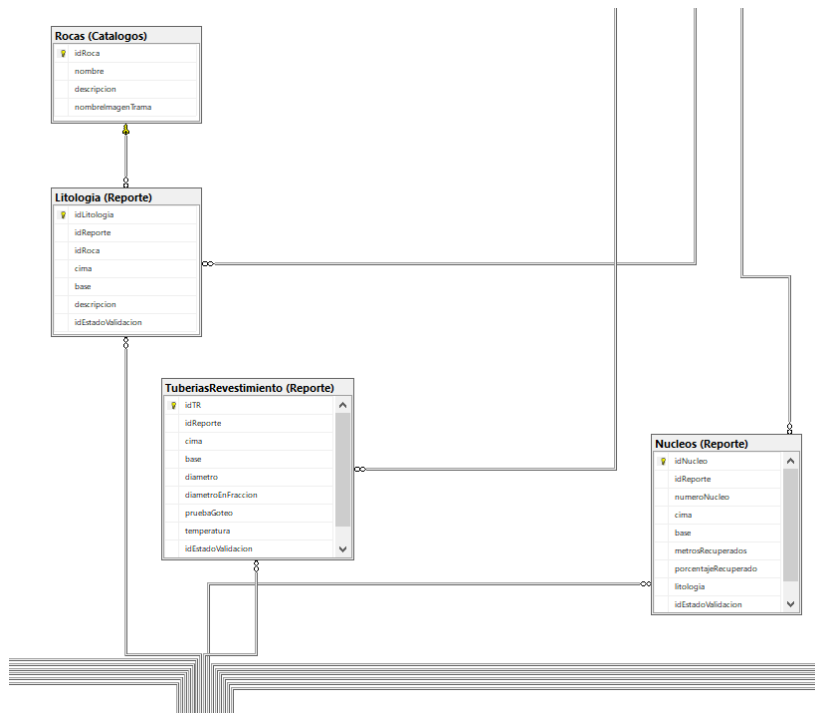 Rocas (Catalogos)
idRoca
nombre
descripcion
nombreImagenTrama
Litologia (Reporte)
idLitologia
idReporte
idRoca
cima
base
descripcion
idEstadoValidacion
TuberiasRevestimiento (Reporte)
idTR
idReporte
cima
base
diametro
diametroEnFraccion
pruebaGoteo
temperatura
idEstadoValidacion
Nucleos (Reporte)
idNucleo
idReporte
numeroNucleo
cima
base
metrosRecuperados
porcentajeRecuperado
litologia
idEstadoValidacion